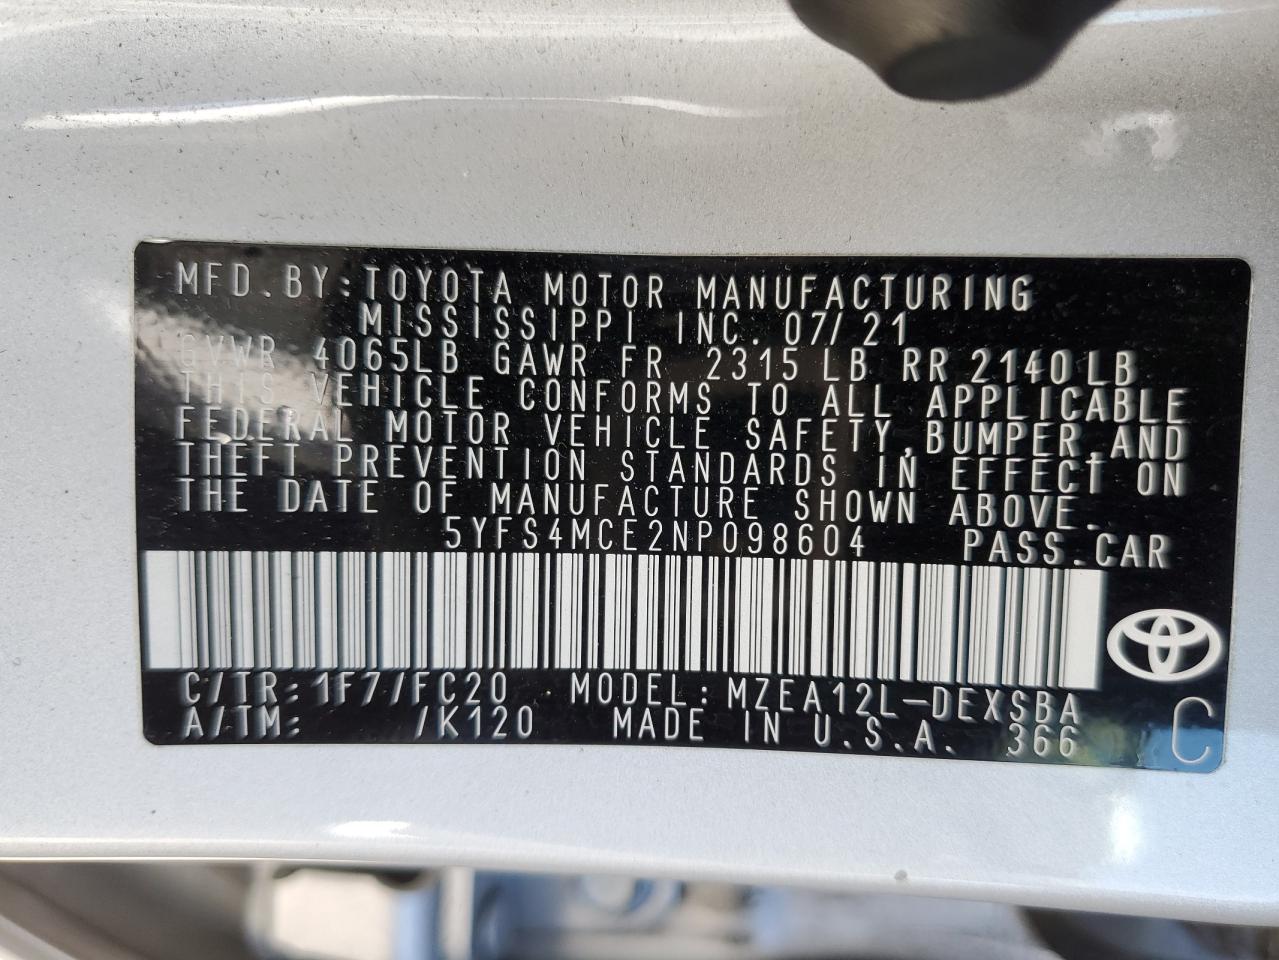 MFD.BY:TOYOTA MOTOR MANUFACTURING
MISSISSIPPI INC. 07/21
GVWR 4065LB GAWR FR 2315LB RR 2140LB
THIS VEHICLE CONFORMS TO ALL APPLICABLE
FEDERAL MOTOR VEHICLE SAFETY,BUMPER,AND
THEFT PREVENTION STANDARDS IN EFFECT ON
THE DATE OF MANUFACTURE SHOWN ABOVE.
5YFS4MCE2NP098604 PASS.CAR
C/TR:1F7/FC20 MODEL:MZEA12L-DEXSBA
A/TM: /K120 MADE IN U.S.A. 366
C